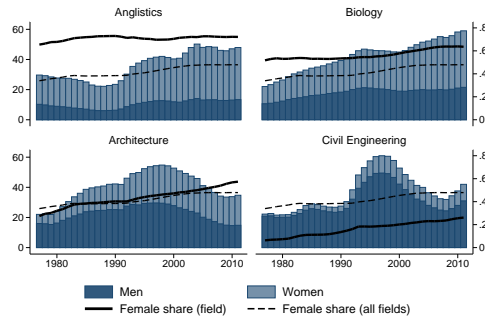 Anglistics
Biology
60
40
20
0
.8
.6
.4
.2
0
Architecture
Civil Engineering
60
40
20
0
.8
.6
.4
.2
0
1980 1990 2000 2010
1980 1990 2000 2010
Men
Women
Female share (field)
Female share (all fields)